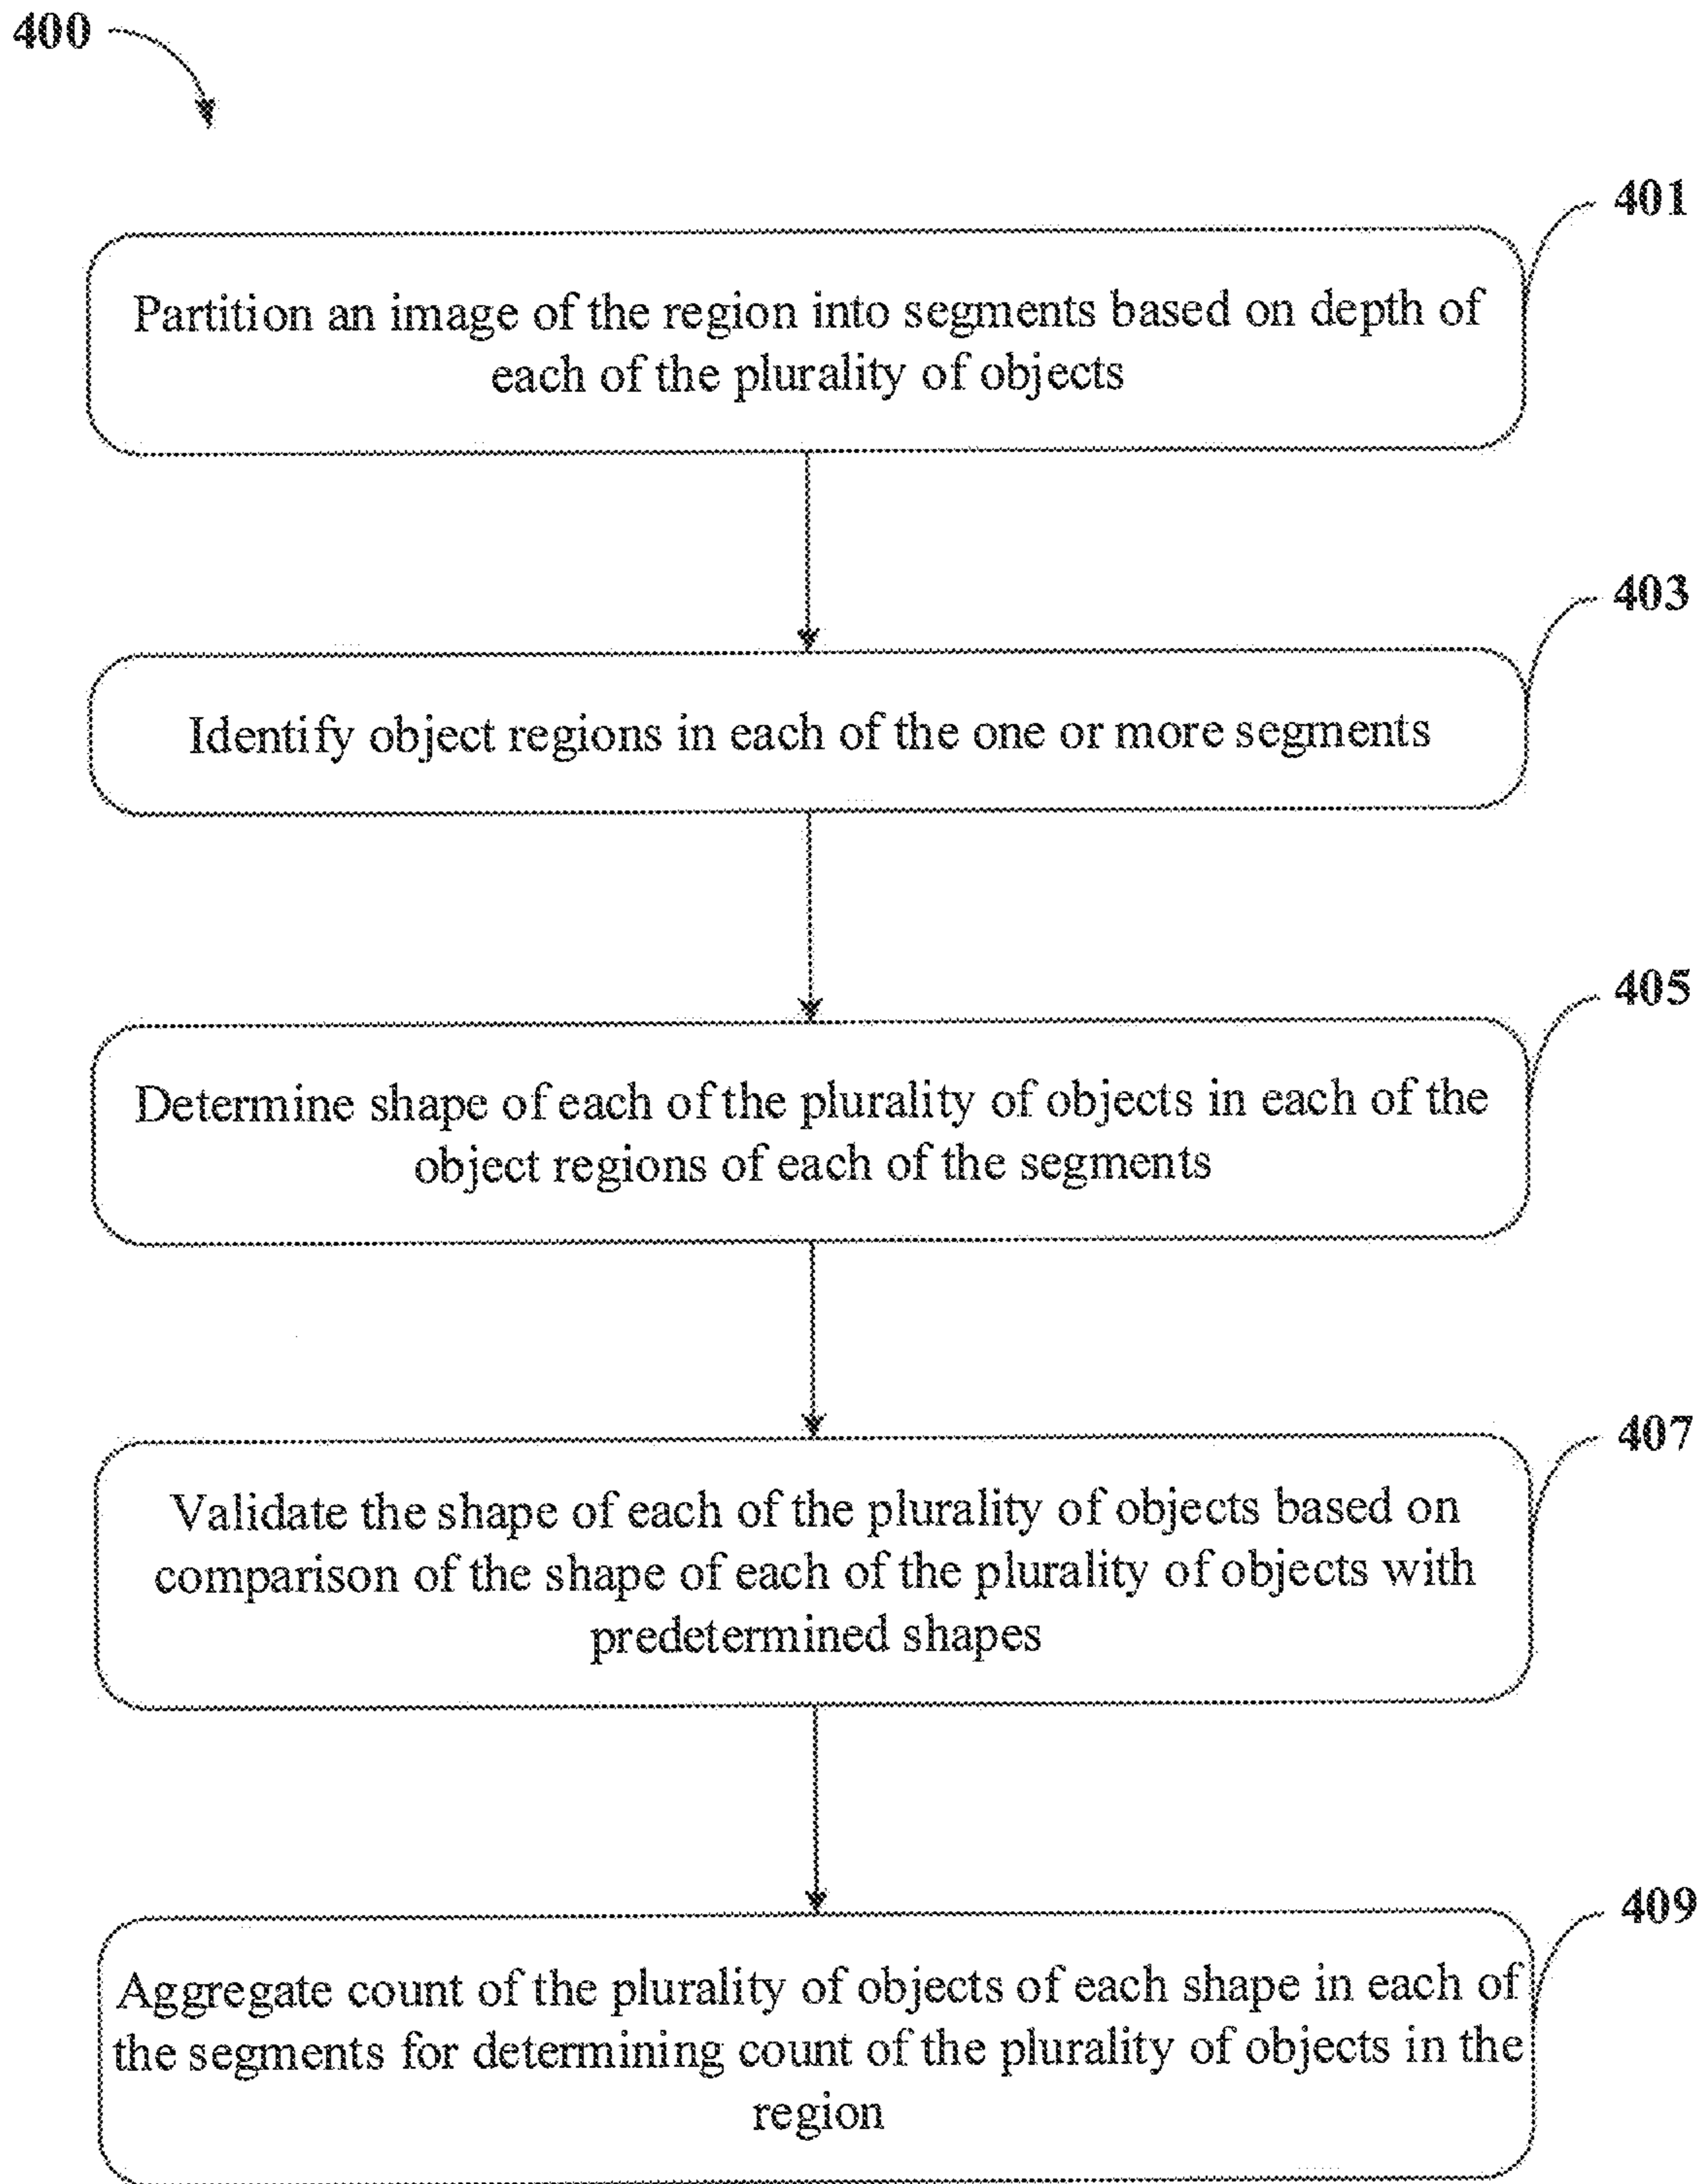 400
401
Partition an image of the region into segments based on depth of
each of the plurality of objects
403
Identify object regions in each of the one or more segments
405
Determine shape of each of the plurality of objects in each of the
object regions of each of the segments
407
Validate the shape of each of the plurality of objects based on
comparison of the shape of each of the plurality of objects with
predetermined shapes
409
Aggregate count of the plurality of objects of each shape in each of
the segments for determining count of the plurality of objects in the
region